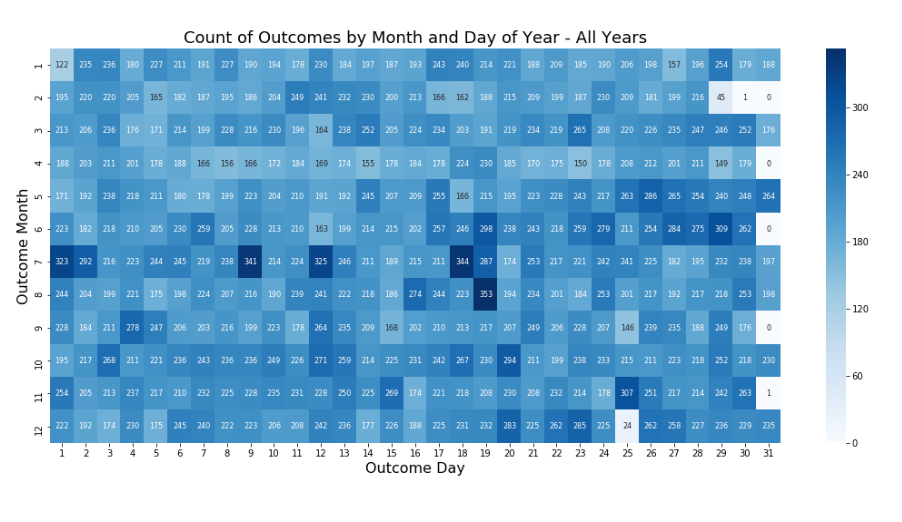 Count of Outcomes by Month and Day of Year - All Years
Outcome Month
1 122 235 236 180 227 211 191 227 190 194 178 230 184 197 187 193 243 240 214 221 188 209 185 190 206 198 157 196 254 179 188
2 195 220 220 205 165 182 187 195 186 204 249 241 232 230 200 213 166 162 188 215 209 199 187 230 209 181 199 216 45 1 0
3 213 206 236 176 171 214 199 228 216 230 196 164 238 252 205 224 234 203 191 219 234 219 265 208 220 226 235 247 246 252 176
4 188 203 211 201 178 188 166 156 166 172 184 169 174 155 178 184 178 224 230 185 170 175 150 178 208 212 201 211 149 179 0
5 171 192 238 218 211 180 178 199 223 204 210 191 192 245 207 209 255 166 215 195 223 228 243 217 263 286 265 254 240 248 264
6 223 182 218 210 205 230 259 205 228 213 210 163 199 214 215 202 257 246 298 238 243 218 259 279 211 254 284 275 309 262 0
7 323 292 216 223 244 245 219 238 341 214 224 325 246 211 189 215 211 344 287 174 253 217 221 242 241 225 182 195 232 238 197
8 244 204 199 221 175 198 224 207 216 190 239 241 222 218 186 274 244 223 353 194 234 201 184 253 201 217 192 217 218 253 198
9 228 184 211 278 247 206 203 216 199 223 178 264 235 209 168 202 210 213 217 207 249 206 228 207 146 239 235 188 249 176 0
10 195 217 268 211 221 236 243 236 236 249 226 271 259 214 225 231 242 267 230 294 211 199 238 233 215 211 223 218 252 218 230
11 254 205 213 237 217 210 232 225 228 235 231 228 250 225 269 174 221 218 208 230 208 232 214 178 307 251 217 214 242 263 1
12 222 192 174 230 175 245 240 222 223 206 208 242 236 177 226 188 225 231 232 283 225 262 285 225 24 262 258 227 236 229 235
1 2 3 4 5 6 7 8 9 10 11 12 13 14 15 16 17 18 19 20 21 22 23 24 25 26 27 28 29 30 31
Outcome Day
300
240
180
120
60
0